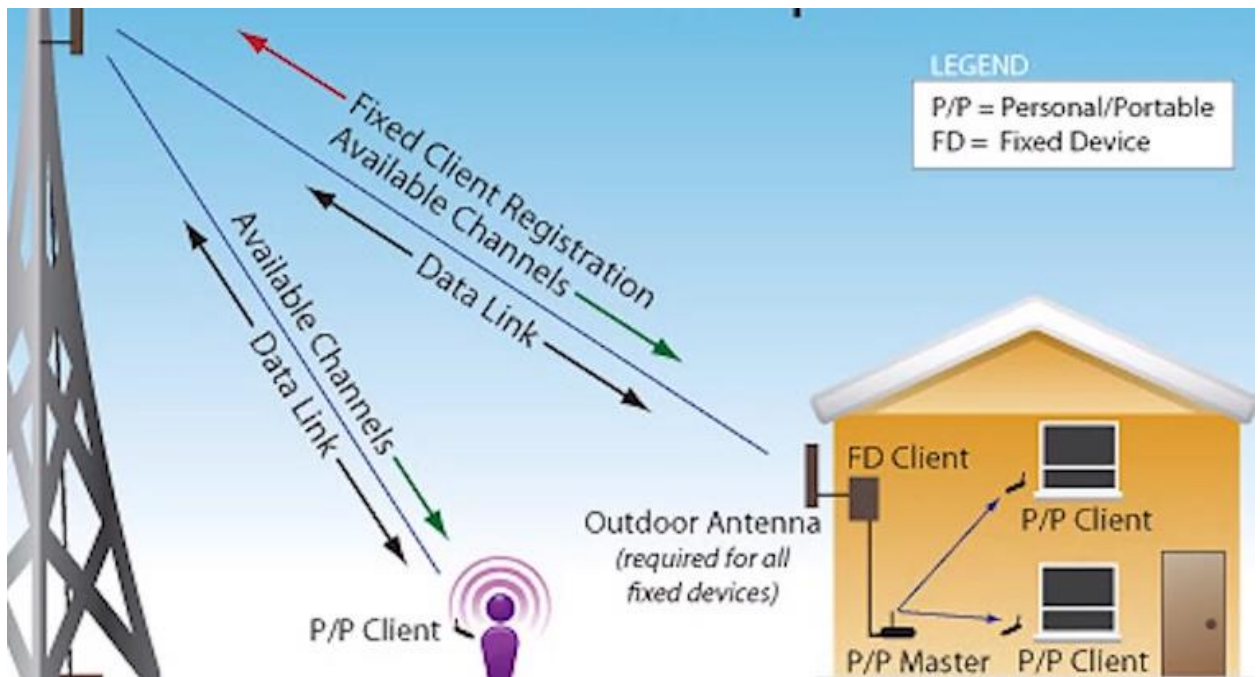 LEGEND
P/P = Personal/Portable
FD = Fixed Device
Fixed Client Registration
Available Channels
Data Link
Available Channels
Data Link
FD Client
Outdoor Antenna
(required for all
fixed devices)
P/P Client
P/P Client
P/P Master
P/P Client